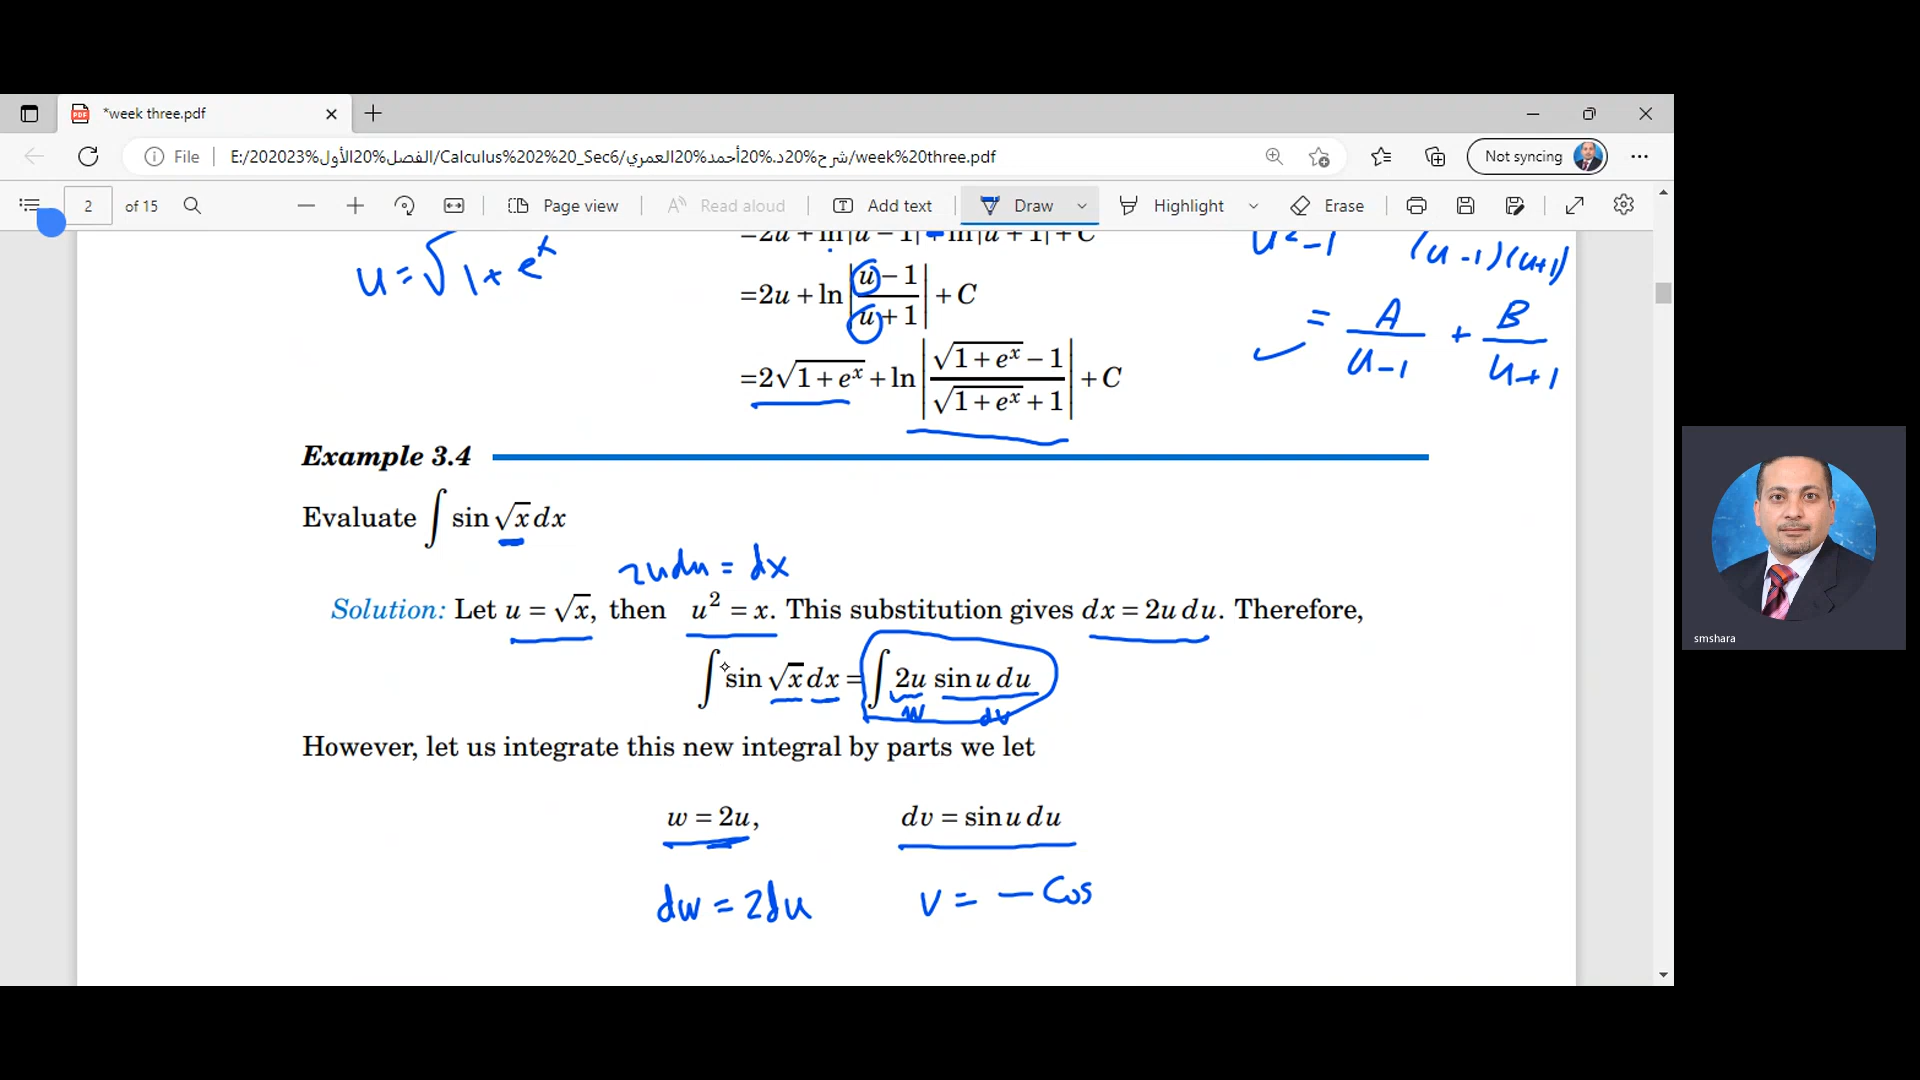 *week three.pdf
File E:/202023%الفصل%20الأول/Calculus%202%20_Sec6/شرح%20د.%20أحمد%20العمري/week%20three.pdf
Not syncing
2 of 15
Page view
Read aloud
Add text
Draw
Highlight
Erase
=2u + ln|u − 1| − ln|u + 1| + C
u² −1 (u −1)(u+1)
u = √1+e^x
=2u + ln |u − 1 / u + 1| + C
= A/u−1 + B/u+1
=2√1 + e^x + ln |√1 + e^x − 1 / √1 + e^x + 1| + C
Example 3.4
Evaluate ∫ sin √x dx
2udu = dx
Solution: Let u = √x, then u² = x. This substitution gives dx = 2u du. Therefore,
∫ sin √x dx = ∫ 2u sin u du
w dv
However, let us integrate this new integral by parts we let
w = 2u, dv = sin u du
dw = 2du v = − Cos
smshara